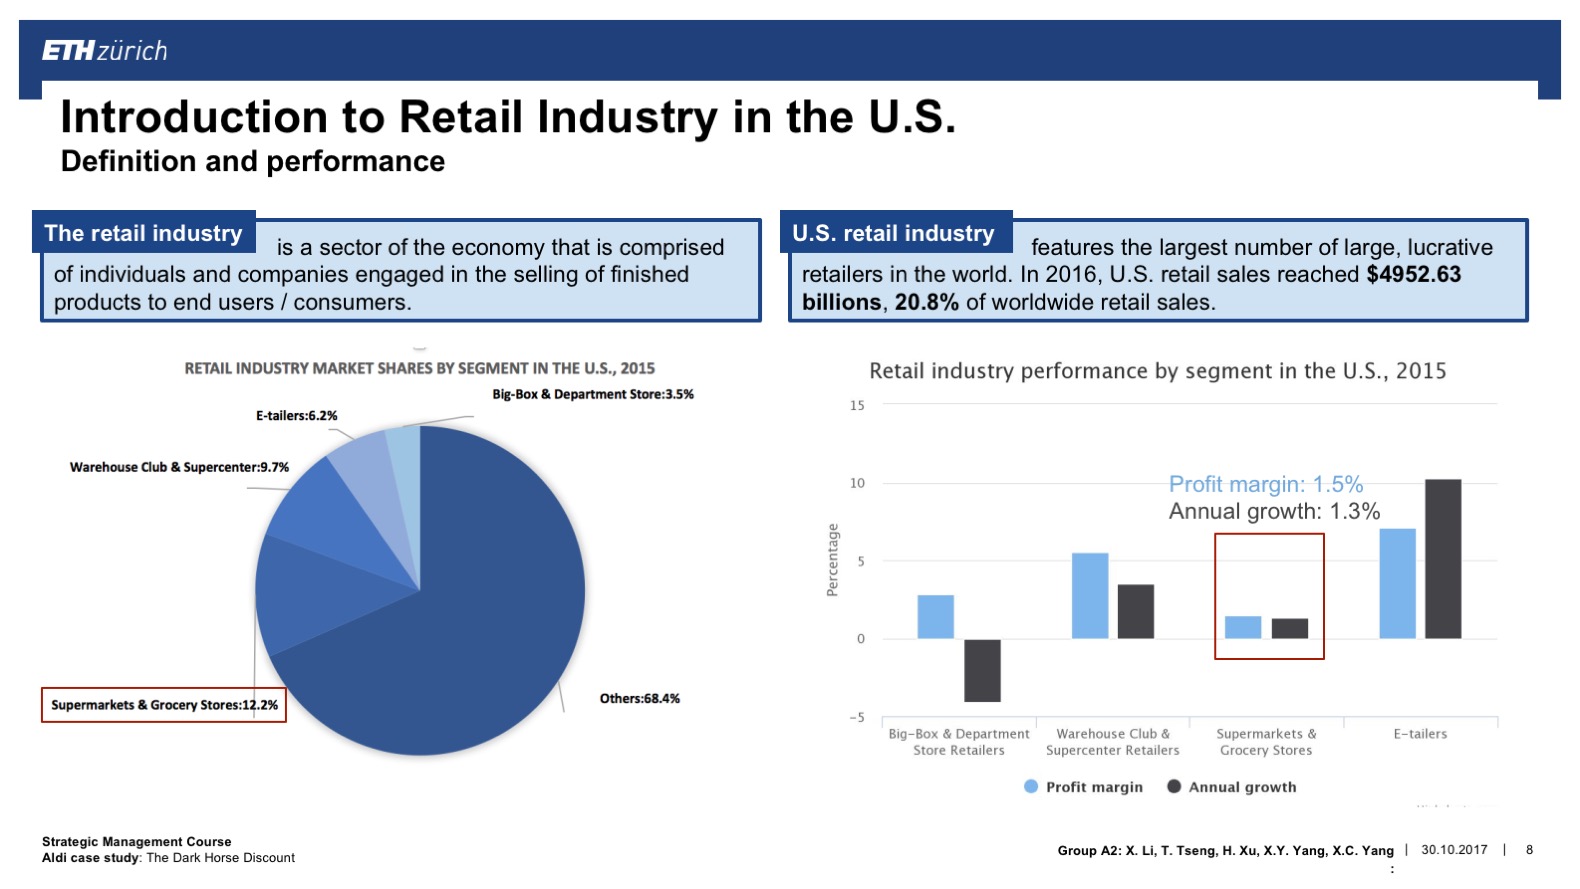 ETH zürich
Introduction to Retail Industry in the U.S.
Definition and performance
The retail industry
is a sector of the economy that is comprised
of individuals and companies engaged in the selling of finished
products to end users / consumers.
U.S. retail industry
features the largest number of large, lucrative
retailers in the world. In 2016, U.S. retail sales reached $4952.63
billions, 20.8% of worldwide retail sales.
RETAIL INDUSTRY MARKET SHARES BY SEGMENT IN THE U.S., 2015
Big-Box & Department Store:3.5%
E-tailers:6.2%
Warehouse Club & Supercenter:9.7%
Supermarkets & Grocery Stores:12.2%
Others:68.4%
Retail industry performance by segment in the U.S., 2015
15
10
5
0
-5
Percentage
Profit margin: 1.5%
Annual growth: 1.3%
Big-Box & Department
Store Retailers
Warehouse Club &
Supercenter Retailers
Supermarkets &
Grocery Stores
E-tailers
Profit margin
Annual growth
Strategic Management Course
Aldi case study: The Dark Horse Discount
Group A2: X. Li, T. Tseng, H. Xu, X.Y. Yang, X.C. Yang | 30.10.2017 | 8
: